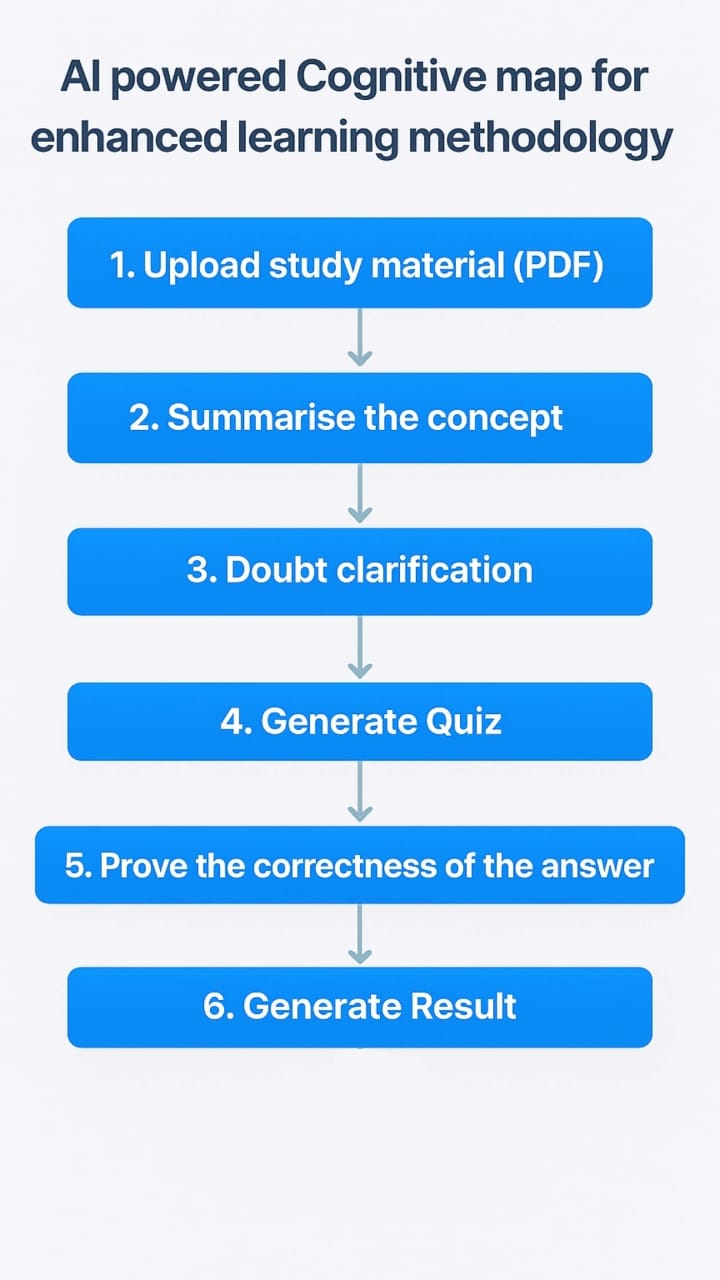 AI powered Cognitive map for
enhanced learning methodology
1. Upload study material (PDF)
2. Summarise the concept
3. Doubt clarification
4. Generate Quiz
5. Prove the correctness of the answer
6. Generate Result